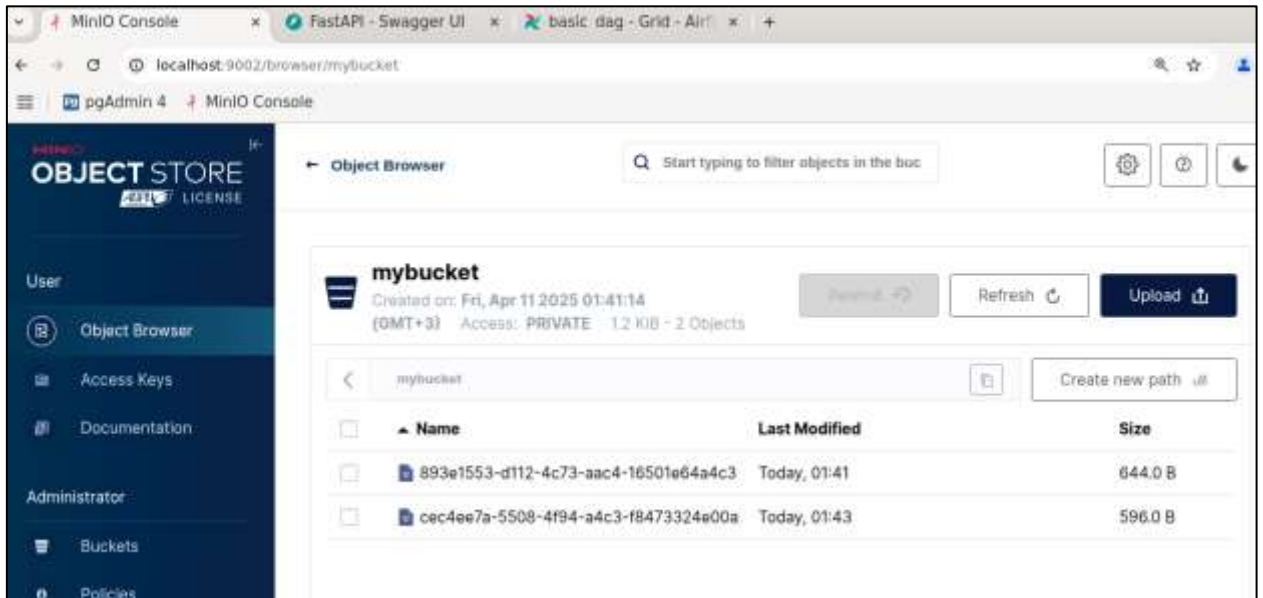 MinIO Console
FastAPI - Swagger UI
basic dag - Grid - Airf
localhost:9002/browser/mybucket
pgAdmin 4
MinIO Console
MINIO
OBJECT STORE
LICENSE
Object Browser
Start typing to filter objects in the buc
User
Object Browser
Access Keys
Documentation
Administrator
Buckets
Policies
mybucket
Created on: Fri, Apr 11 2025 01:41:14
(GMT+3) Access: PRIVATE 1.2 KiB - 2 Objects
Refresh
Upload
mybucket
Create new path
Name Last Modified Size
893e1553-d112-4c73-aac4-16501e64a4c3 Today, 01:41 644.0 B
cec4ee7a-5508-4f94-a4c3-f8473324e00a Today, 01:43 596.0 B